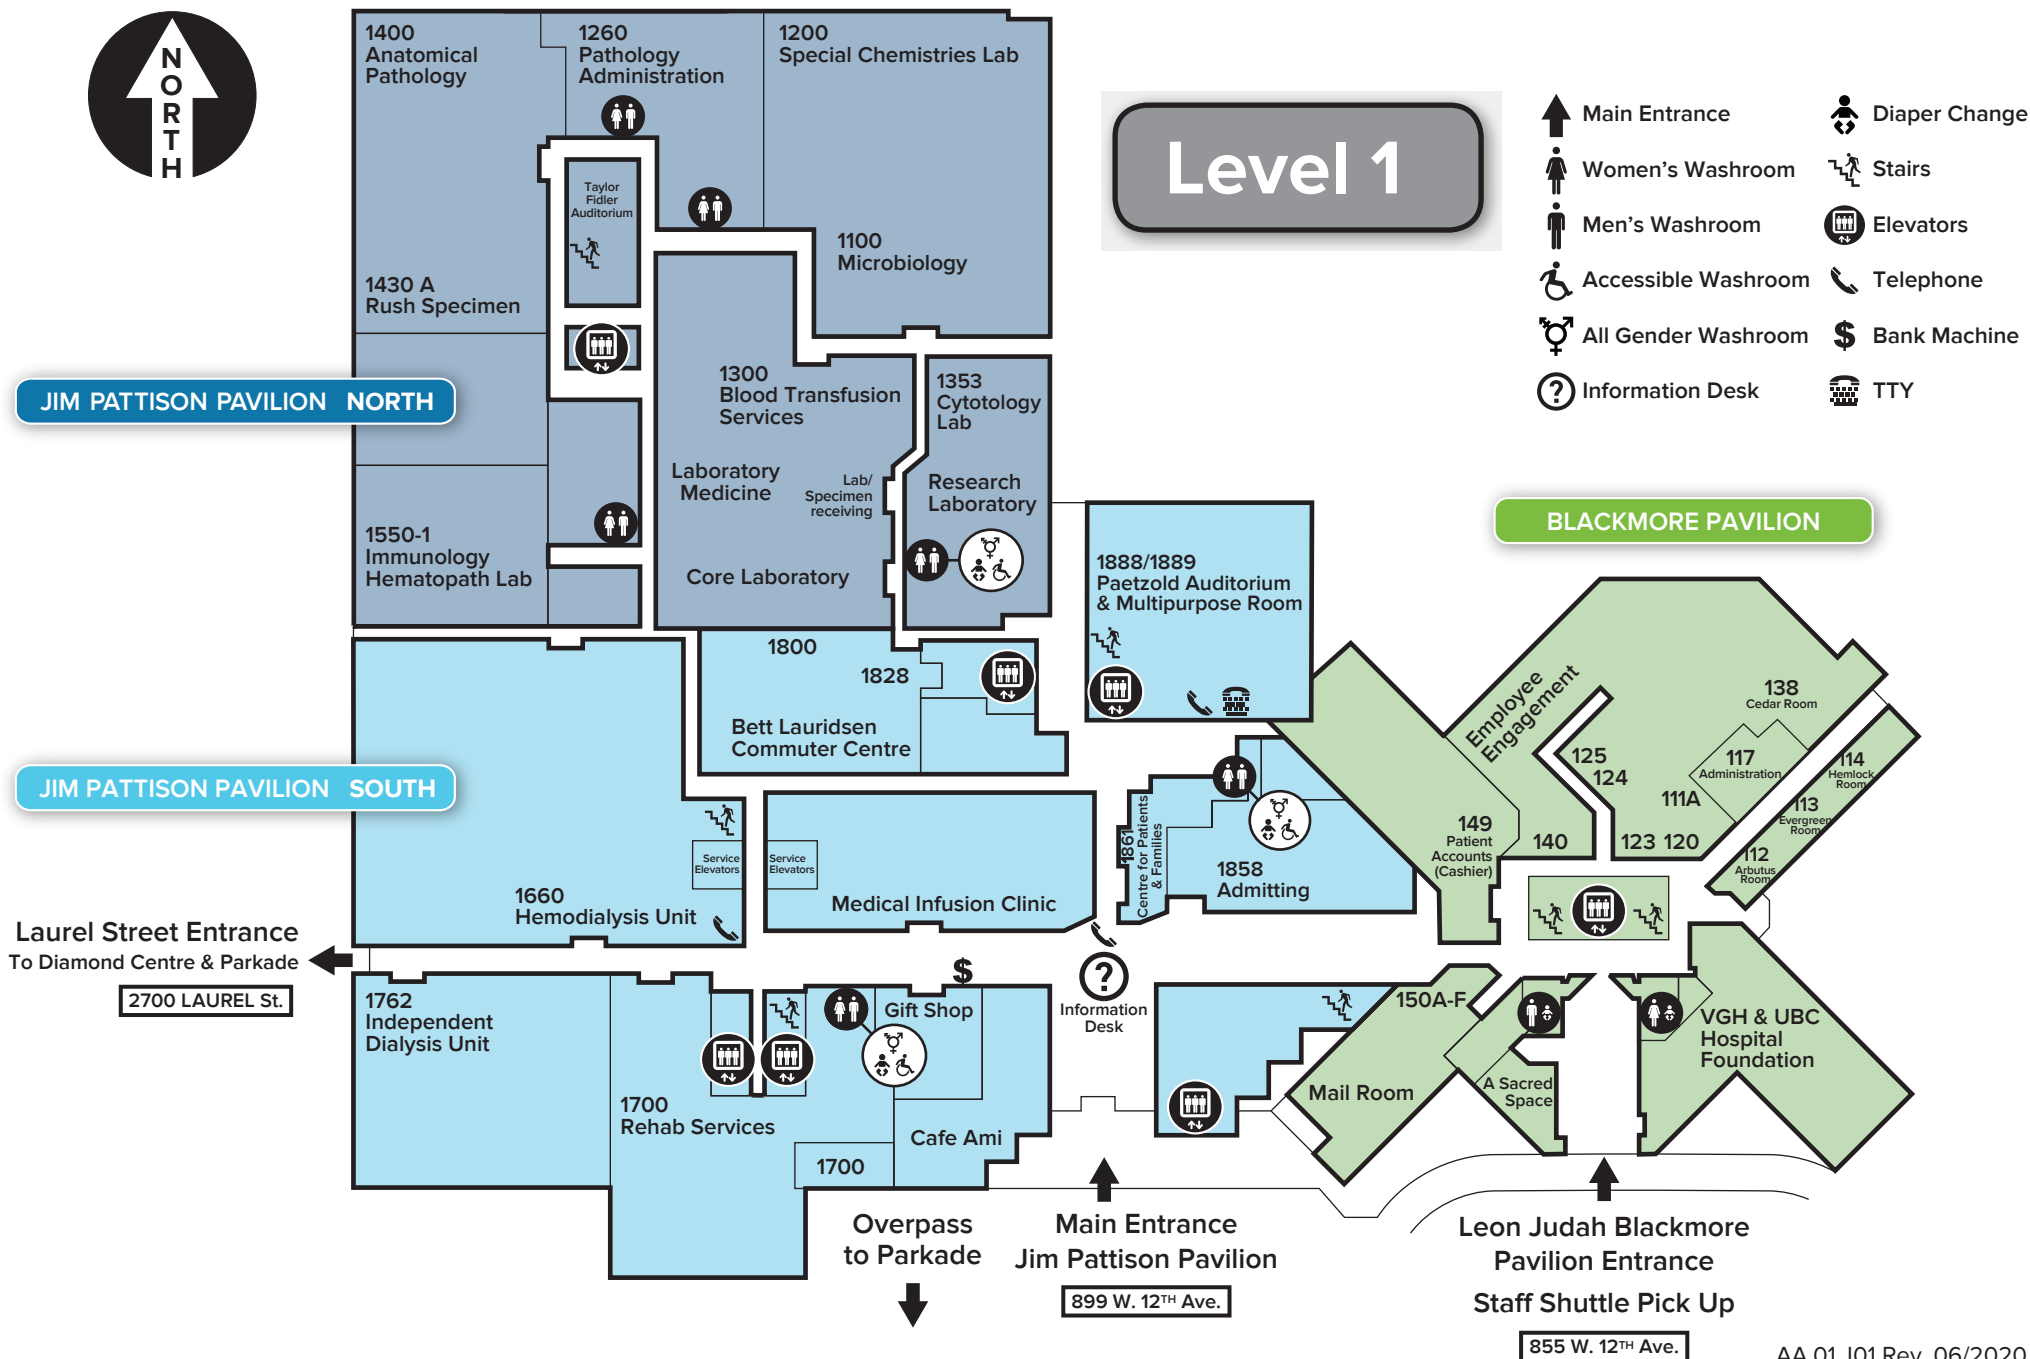 NORTH
1400
Anatomical
Pathology
1260
Pathology
Administration
1200
Special Chemistries Lab
Taylor
Fidler
Auditorium
1100
Microbiology
1430 A
Rush Specimen
Level 1
Main Entrance
Women's Washroom
Men's Washroom
Accessible Washroom
All Gender Washroom
? Information Desk
Diaper Change
Stairs
Elevators
Telephone
$ Bank Machine
TTY
JIM PATTISON PAVILION NORTH
1300
Blood Transfusion
Services
1353
Cytotology
Lab
Laboratory
Medicine
Lab/
Specimen
receiving
Research
Laboratory
1550-1
Immunology
Hematopath Lab
Core Laboratory
BLACKMORE PAVILION
1888/1889
Paetzold Auditorium
& Multipurpose Room
1800
1828
Bett Lauridsen
Commuter Centre
JIM PATTISON PAVILION SOUTH
Employee
Engagement
138
Cedar Room
125
124
117
Administration
111A
114
Hemlock
Room
113
Evergreen
Room
112
Arbutus
Room
123 120
140
149
Patient
Accounts
(Cashier)
1861
Centre for Patients
& Families
1858
Admitting
Service
Elevators
Service
Elevators
1660
Hemodialysis Unit
Medical Infusion Clinic
Laurel Street Entrance
To Diamond Centre & Parkade
2700 LAUREL St.
1762
Independent
Dialysis Unit
$
Gift Shop
?
Information
Desk
150A-F
VGH & UBC
Hospital
Foundation
Mail Room
A Sacred
Space
1700
Rehab Services
Cafe Ami
1700
Overpass
to Parkade
Main Entrance
Jim Pattison Pavilion
899 W. 12TH Ave.
Leon Judah Blackmore
Pavilion Entrance
Staff Shuttle Pick Up
855 W. 12TH Ave.
AA.01.J01.Rev. 06/2020